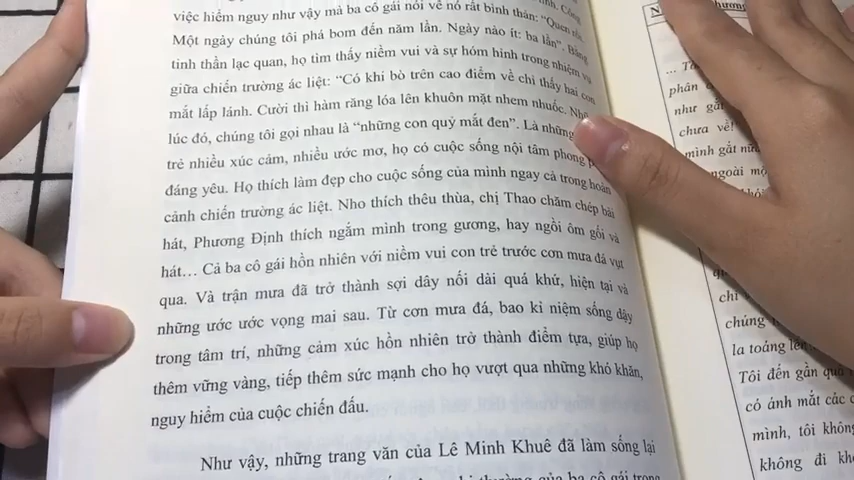 việc hiểm nguy như vậy mà ba cô gái nói về nó rất bình thản: “Quen rồi.
Một ngày chúng tôi phá bom đến năm lần. Ngày nào ít: ba lần”. Bằng
tinh thần lạc quan, họ tìm thấy niềm vui và sự hóm hỉnh trong nhiệm vụ
giữa chiến trường ác liệt: “Có khi bò trên cao điểm về chỉ thấy hai con
mắt lấp lánh. Cười thì hàm răng lóa lên khuôn mặt nhem nhuốc. Những
lúc đó, chúng tôi gọi nhau là “những con quỷ mắt đen”. Là những
trẻ nhiều xúc cảm, nhiều ước mơ, họ có cuộc sống nội tâm phong
đáng yêu. Họ thích làm đẹp cho cuộc sống của mình ngay cả trong hoàn
cảnh chiến trường ác liệt. Nho thích thêu thùa, chị Thao chăm chép bài
hát, Phương Định thích ngắm mình trong gương, hay ngồi ôm gối và
hát… Cả ba cô gái hồn nhiên với niềm vui con trẻ trước cơn mưa đá vụt
qua. Và trận mưa đã trở thành sợi dây nối dài quá khứ, hiện tại và
những ước ước vọng mai sau. Từ cơn mưa đá, bao kỉ niệm sống dậy
trong tâm trí, những cảm xúc hồn nhiên trở thành điểm tựa, giúp họ
thêm vững vàng, tiếp thêm sức mạnh cho họ vượt qua những khó khăn,
nguy hiểm của cuộc chiến đấu.
Như vậy, những trang văn của Lê Minh Khuê đã làm sống lại
của ba cô gái trong
phân
như gắt
chưa về!
mình gắt
ngoài
chị
chúng
la toáng
Tôi đến gần quả
có ánh mắt các
mình, tôi không
không đi